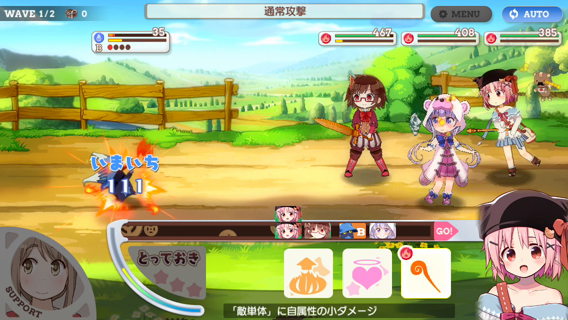 WAVE 1/2 0
通常攻撃
MENU
AUTO
35
B
467
408
385
いまいち
111
B
GO!
とっておき
SUPPORT
「敵単体」に自属性の小ダメージ